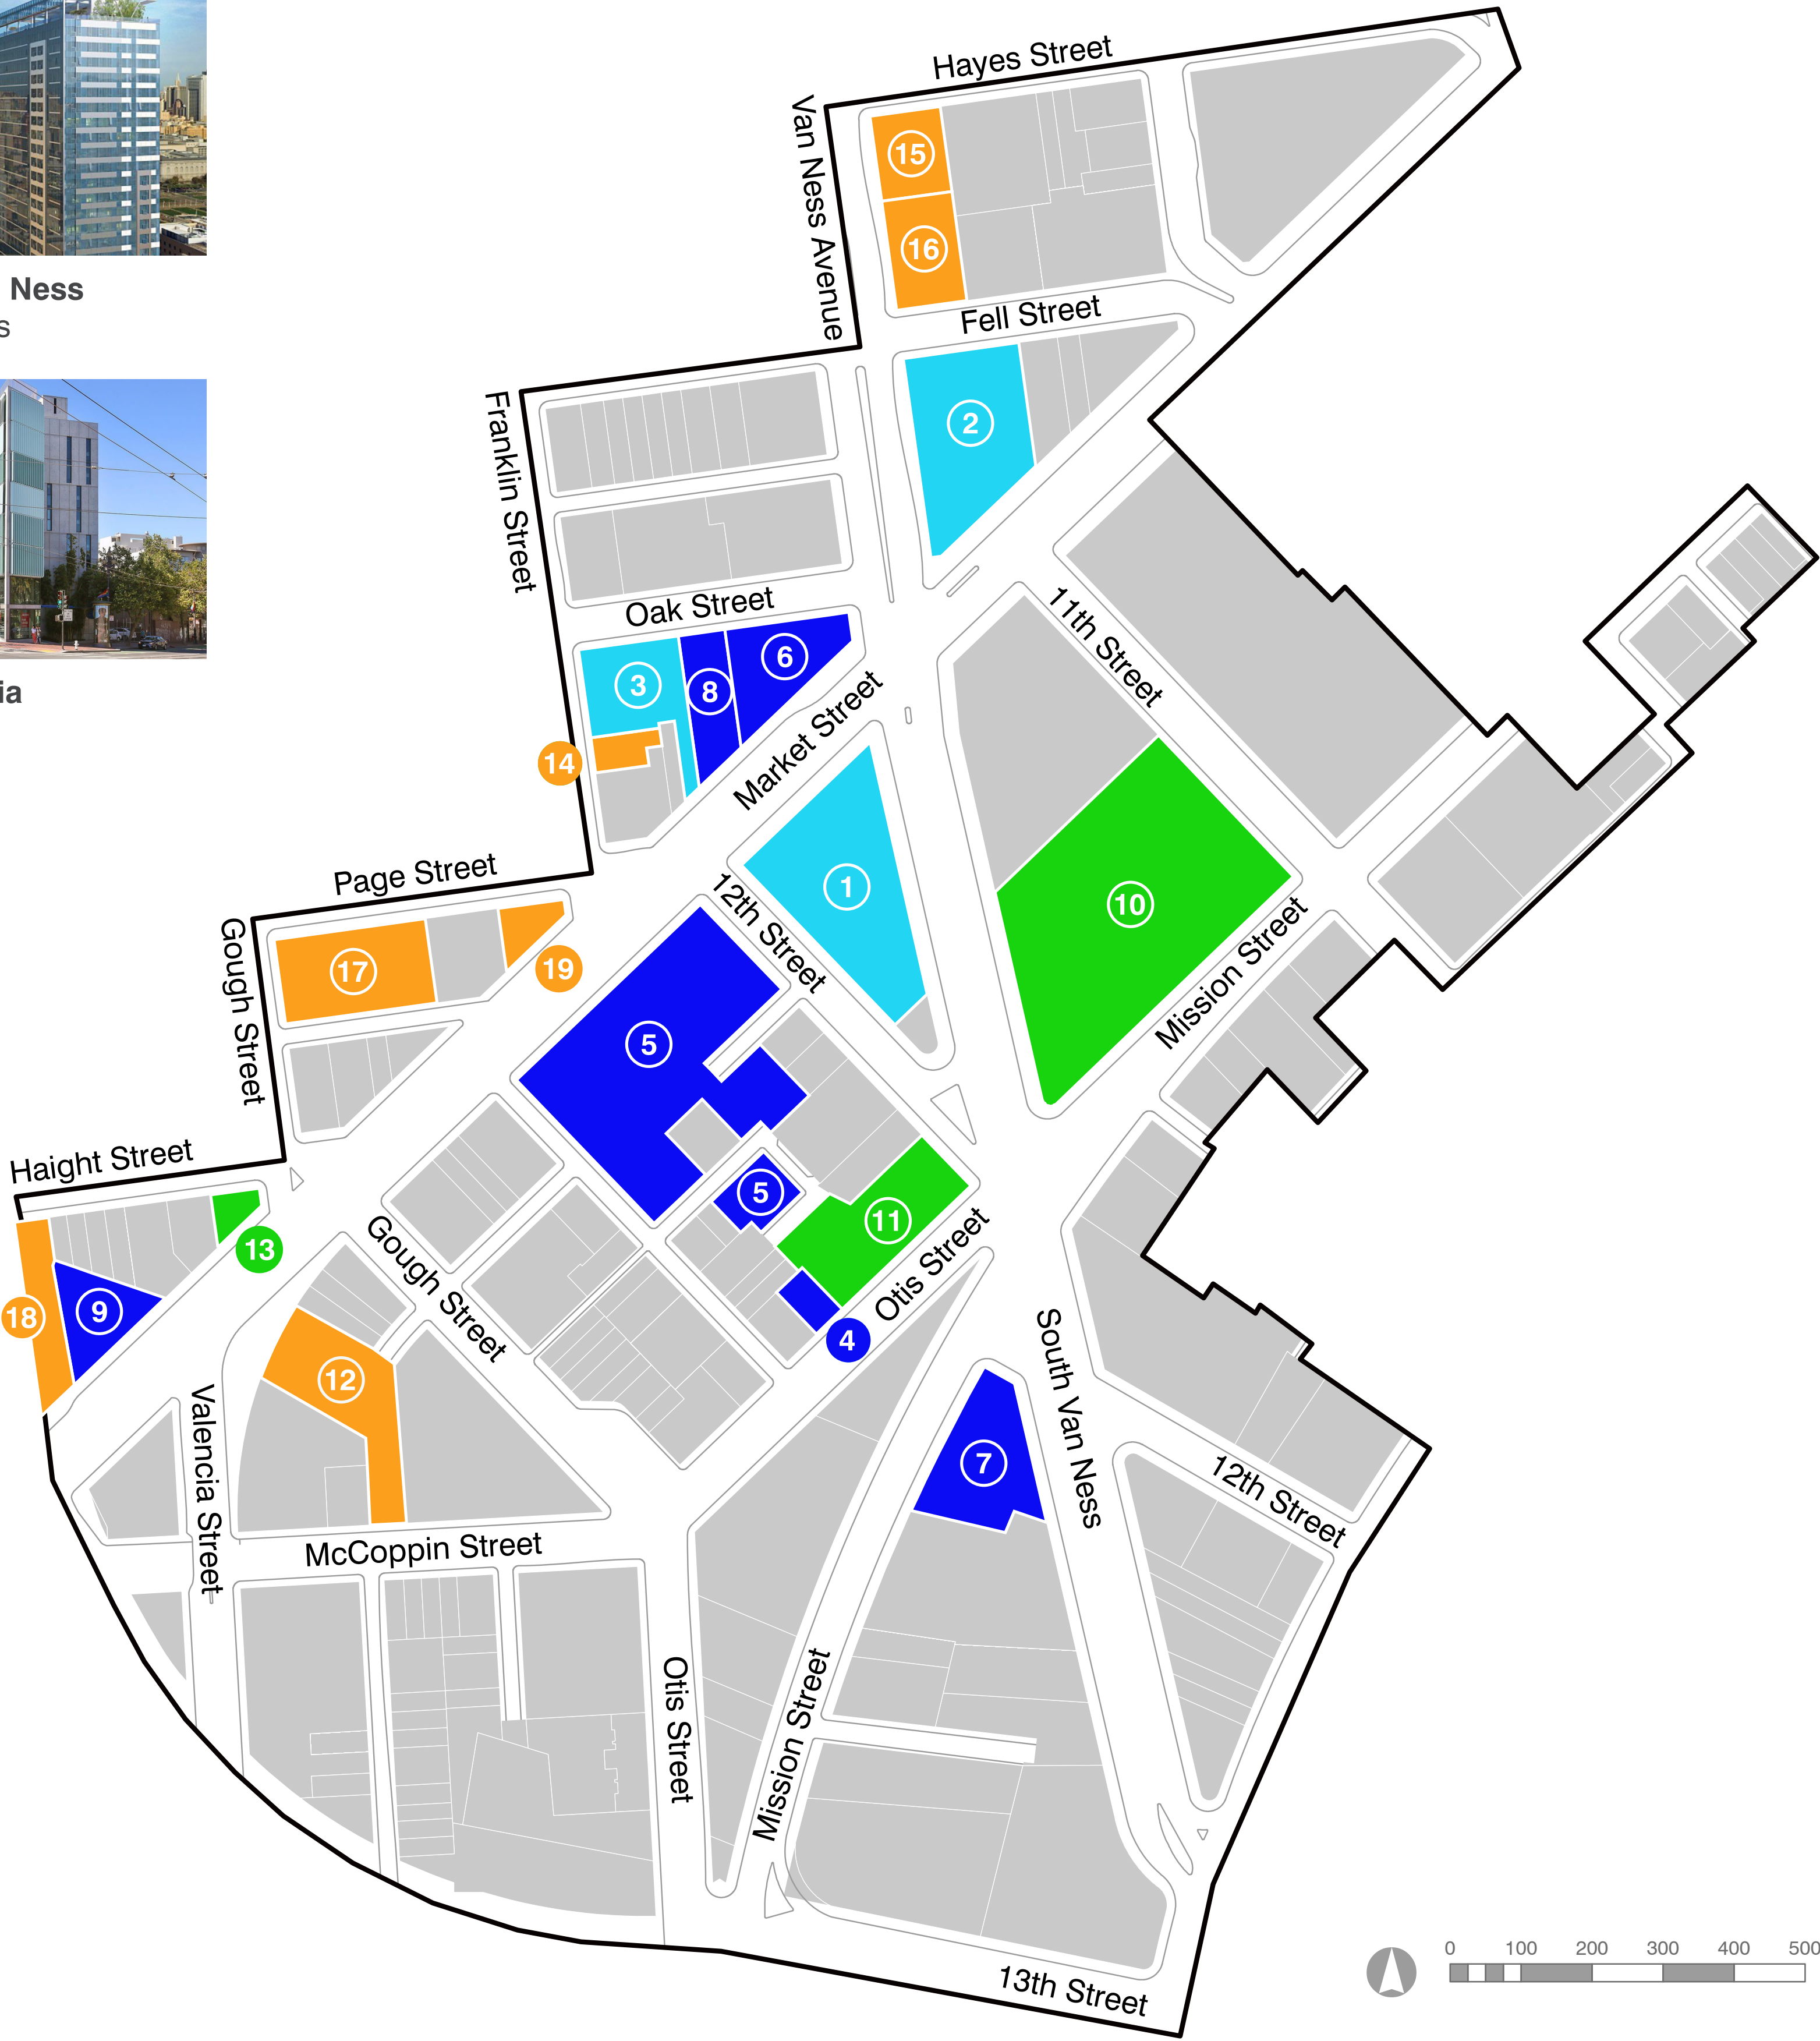 Ness
s
ia
Hayes Street
Van Ness Avenue
15
16
Fell Street
Franklin Street
2
Oak Street
11th Street
3
8
6
Market Street
14
Page Street
1
12th Street
10
Gough Street
17
19
Mission Street
5
Haight Street
5
11
13
Gough Street
Otis Street
18
9
4
12
South Van Ness
7
Valencia Street
12th Street
McCoppin Street
Otis Street
Mission Street
13th Street
0 100 200 300 400 500